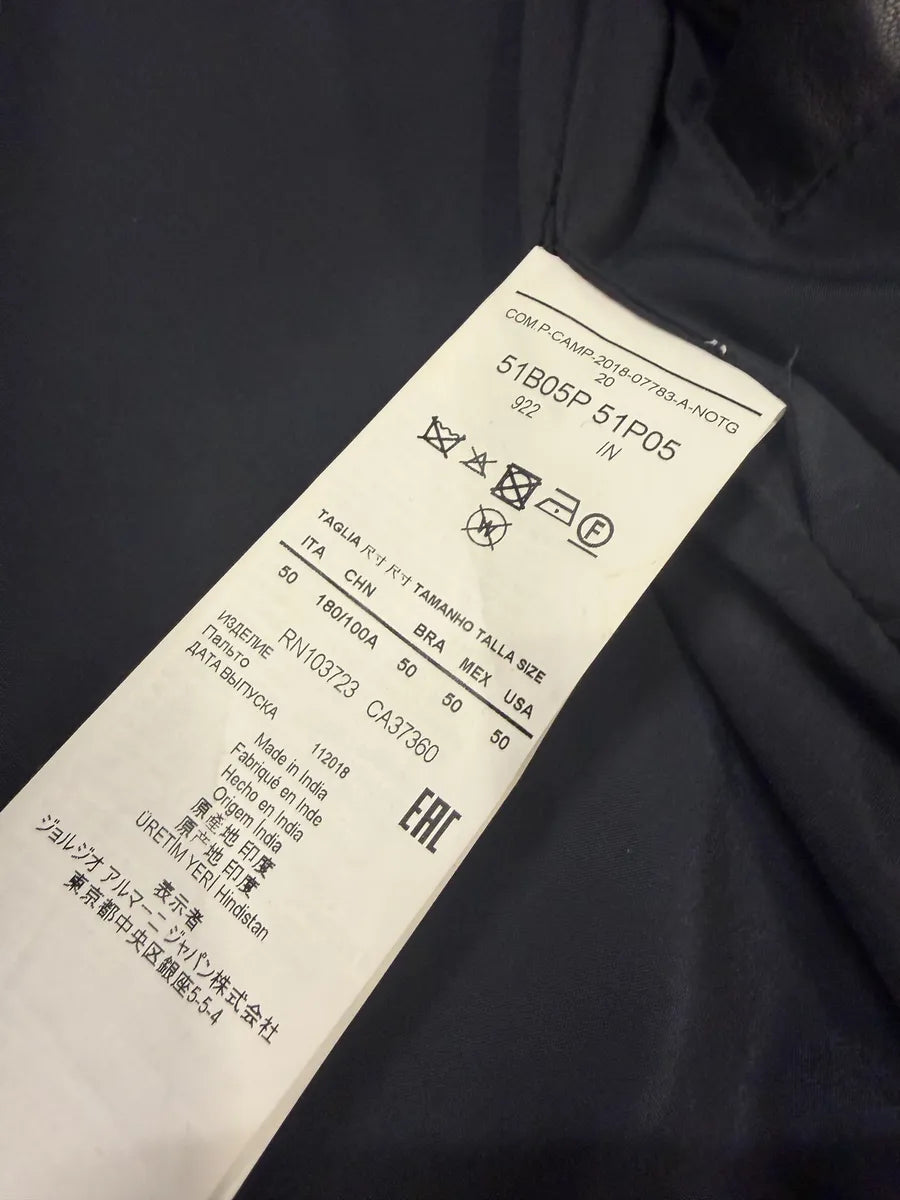 COM.P-CAMP-2018-07783-A-NOTG
20
51B05P 51P05
922 IN
W F
TAGLIA 尺寸 尺寸 TAMANHO TALLA SIZE
ITA CHN BRA MEX USA
50 180/100A 50 50 50
ИЗДЕЛИЕ RN103723 CA37360
Пальто
ДАТА ВЫПУСКА
112018
Made in India
Fabriqué en Inde
Hecho en India
Origem India
原産地 印度
原产地 印度
ÜRETİM YERİ Hindistan
EAC
表示者
ジョルジオ アルマーニ ジャパン株式会社
東京都中央区銀座5-5-4